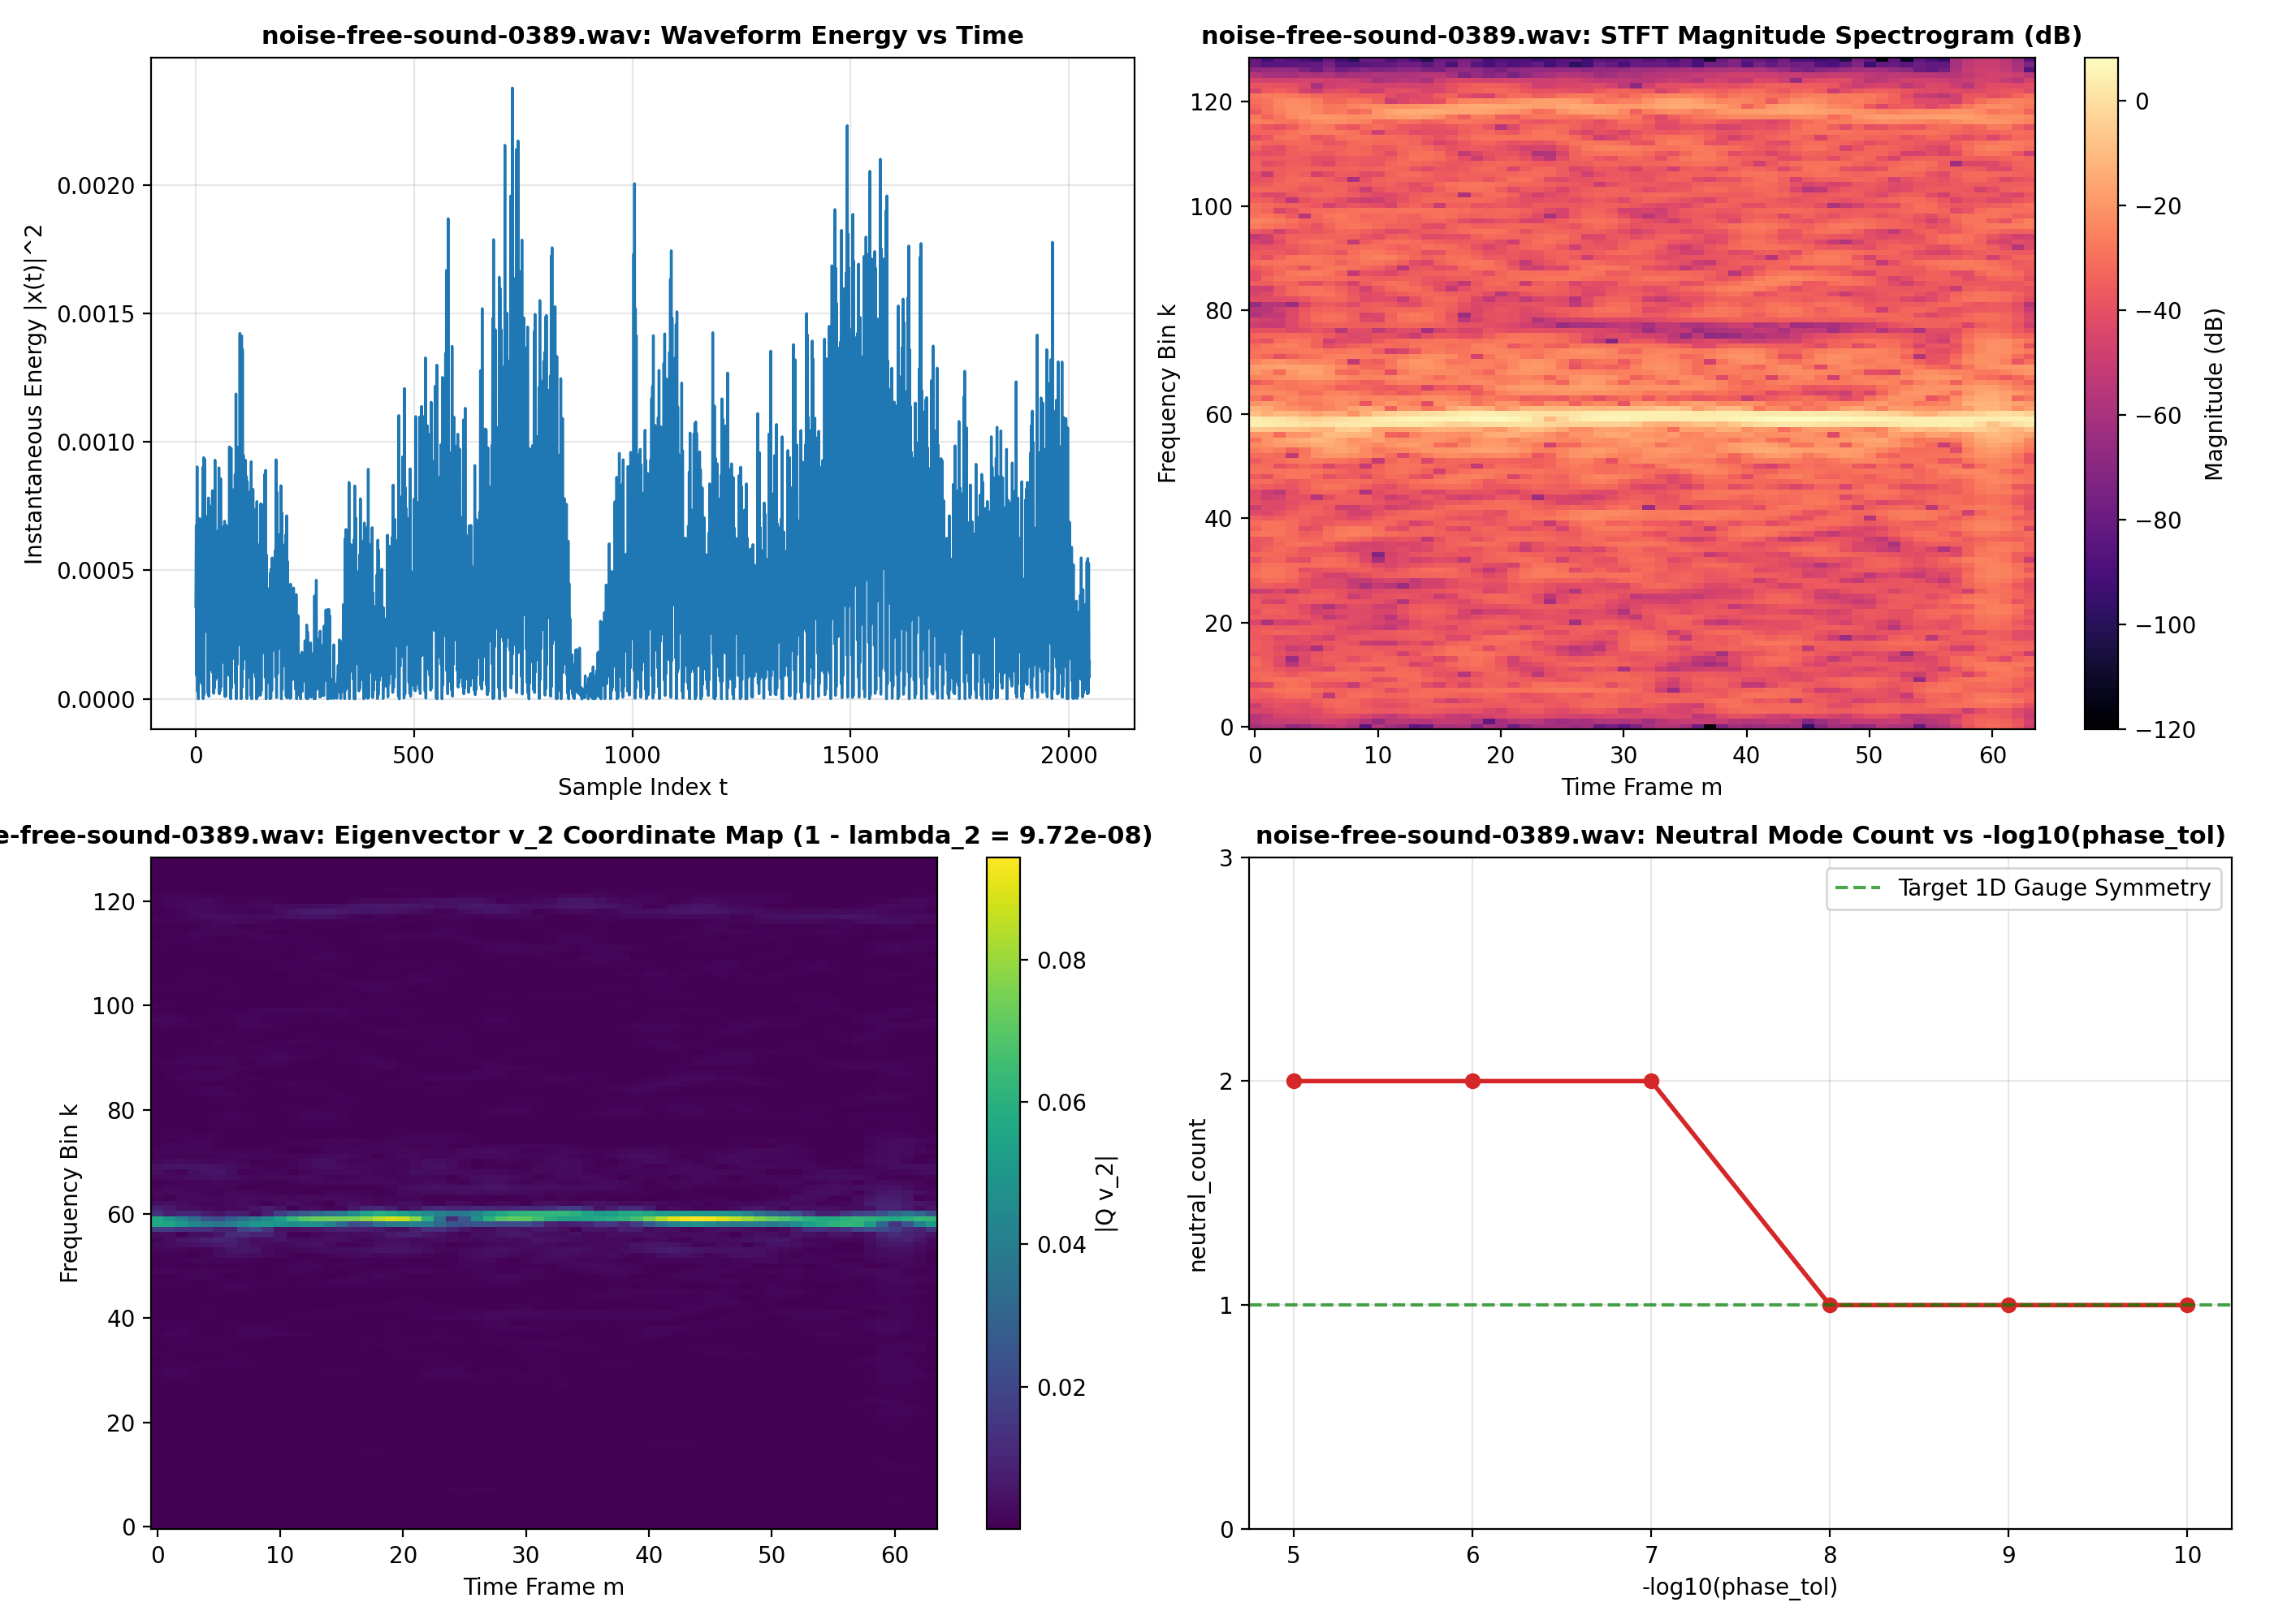 noise-free-sound-0389.wav: Waveform Energy vs Time
Instantaneous Energy |x(t)|^2
0.0020
0.0015
0.0010
0.0005
0.0000
0 500 1000 1500 2000
Sample Index t
noise-free-sound-0389.wav: STFT Magnitude Spectrogram (dB)
Frequency Bin k
120
100
80
60
40
20
0
0 10 20 30 40 50 60
Time Frame m
0
−20
−40
−60
−80
−100
−120
Magnitude (dB)
e-free-sound-0389.wav: Eigenvector v_2 Coordinate Map (1 - lambda_2 = 9.72e-08)
Frequency Bin k
120
100
80
60
40
20
0
0 10 20 30 40 50 60
Time Frame m
0.08
0.06
0.04
0.02
|Q v_2|
noise-free-sound-0389.wav: Neutral Mode Count vs -log10(phase_tol)
neutral_count
3
2
1
0
Target 1D Gauge Symmetry
5 6 7 8 9 10
-log10(phase_tol)